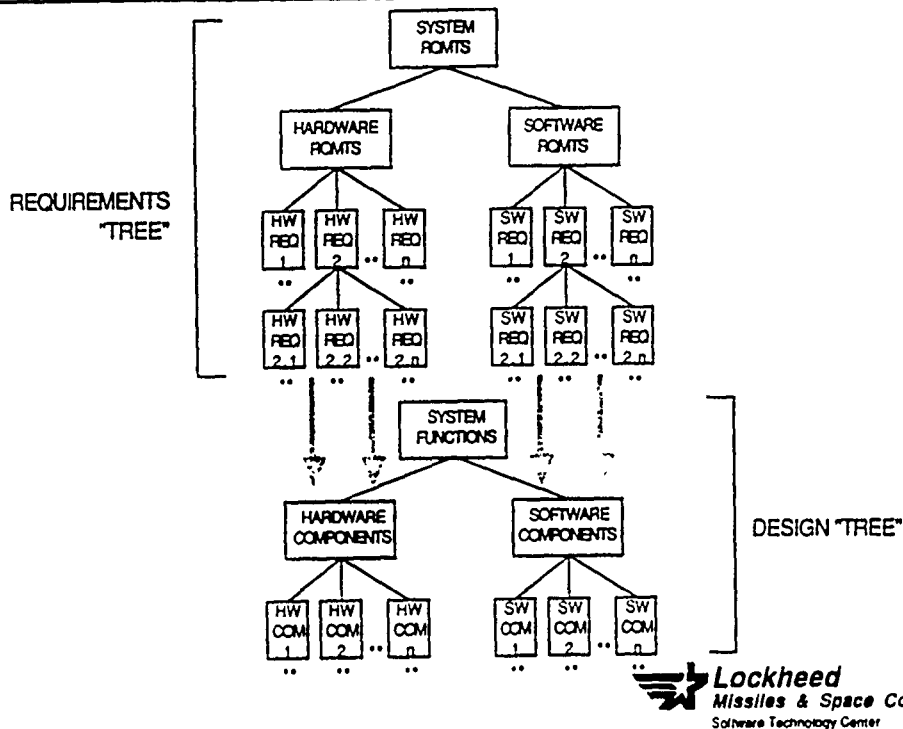 SYSTEM
RQMTS
HARDWARE
RQMTS
SOFTWARE
RQMTS
REQUIREMENTS
"TREE"
HW
REQ
1
HW
REQ
2
..
HW
REQ
n
SW
REQ
1
SW
REQ
2
..
SW
REQ
n
HW
REQ
2.1
HW
REQ
2.2
..
HW
REQ
2.n
SW
REQ
2.1
SW
REQ
2.2
..
SW
REQ
2.n
SYSTEM
FUNCTIONS
HARDWARE
COMPONENTS
SOFTWARE
COMPONENTS
DESIGN "TREE"
HW
COM
1
HW
COM
2
..
HW
COM
n
SW
COM
1
SW
COM
2
..
SW
COM
n
Lockheed
Missiles & Space Co
Software Technology Center